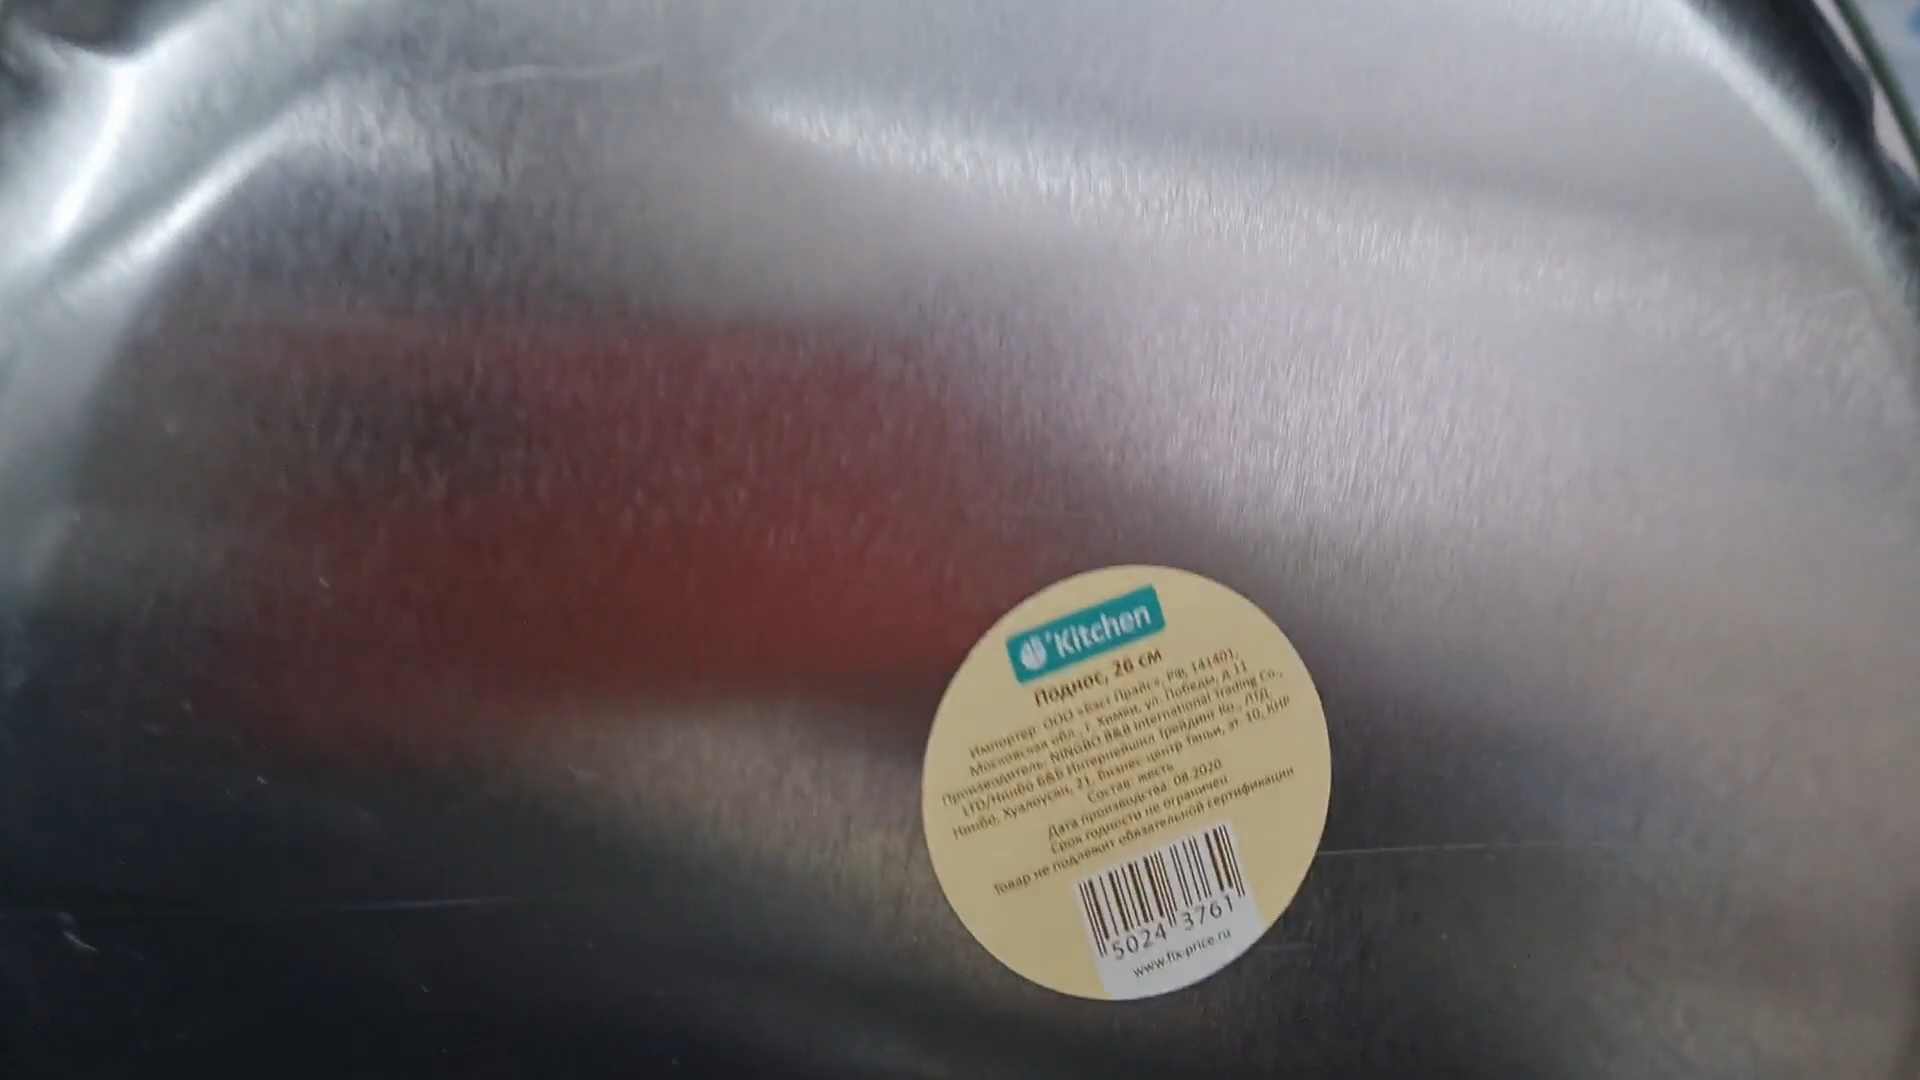 'Kitchen
Поднос, 26 см
Импортер: ООО «Бэст Прайс», РФ, 141401,
Московская обл., г. Химки, ул. Победы, д 11
Производитель: NINGBO B&B International Trading Co.,
LTD/Нинбо Б&Б Интернейшнл Трейдинг Ко., ЛТД
Нинбо, Хуалоусян, 21, бизнес-центр Тяньи, эт. 10, КНР
Состав: жесть
Дата производства: 08.2020
Срок годности не ограничен
Товар не подлежит обязательной сертификации
5024 3761
www.fix-price.ru